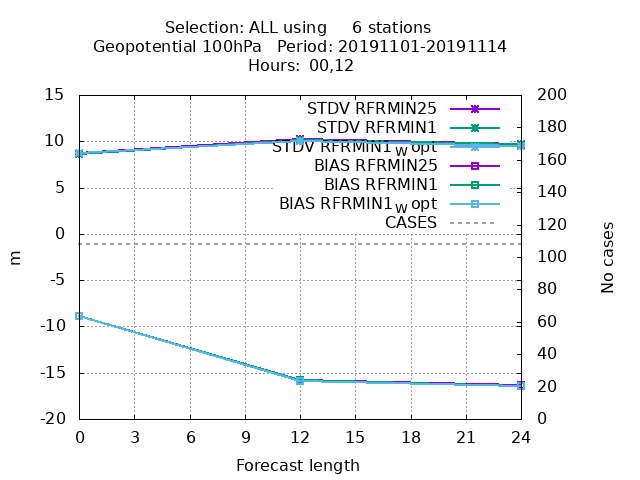 Selection: ALL using     6 stations
Geopotential 100hPa   Period: 20191101-20191114
Hours: 00,12
15 200
STDV RFRMIN25
180
STDV RFRMIN1
10
STDV RFRMIN1w opt
160
BIAS RFRMIN25
5
BIAS RFRMIN1
140
BIAS RFRMIN1w opt
CASES
120
0
m
No cases
100
-5
80
-10
60
40
-15
20
-20 0
0 3 6 9 12 15 18 21 24
Forecast length